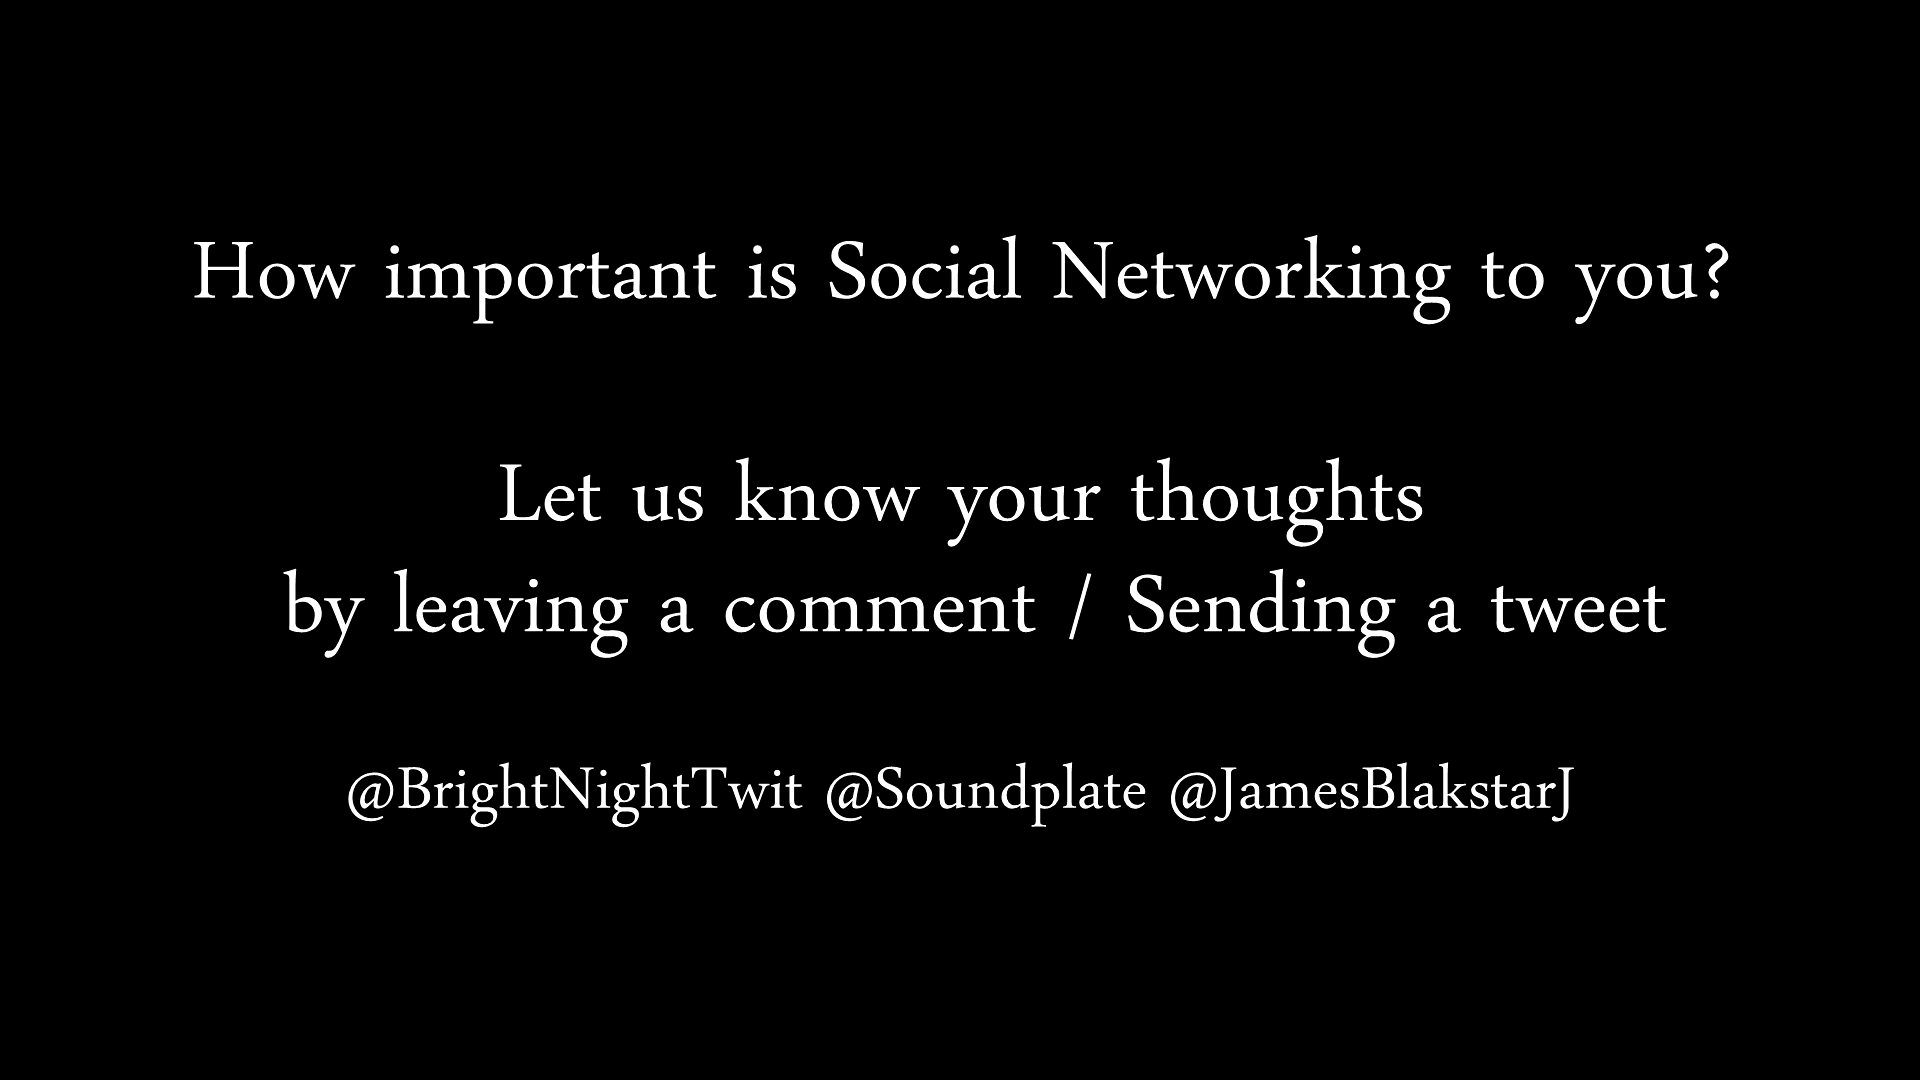 How important is Social Networking to you?
Let us know your thoughts
by leaving a comment / Sending a tweet
@BrightNightTwit @Soundplate @JamesBlakstarJ